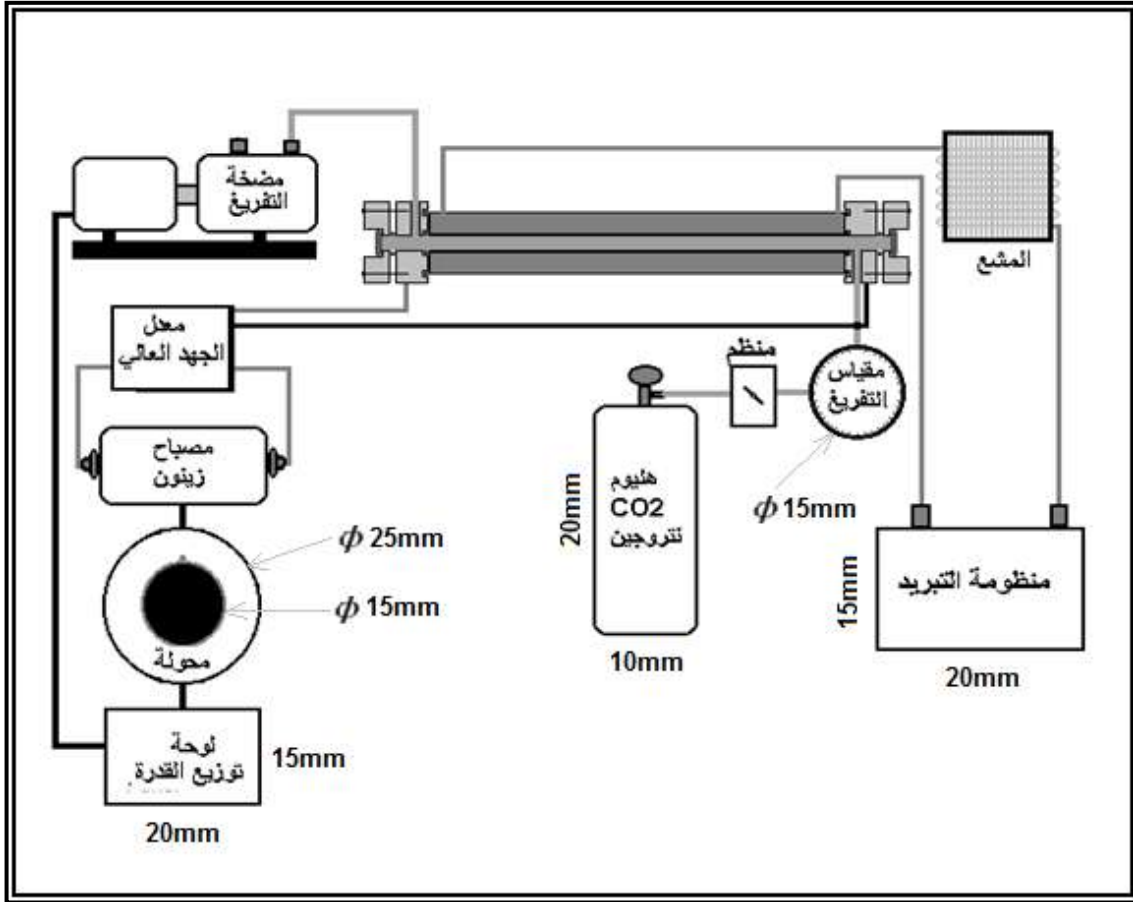 مضخة
التفريغ
المشع
معدل
الجهد العالي
منظم
مقياس
التفريغ
مصباح
زينون
هليوم
CO2
نتروجين
20mm
10mm
ϕ 15mm
منظومة التبريد
15mm
20mm
ϕ 25mm
ϕ 15mm
محولة
لوحة
توزيع القدرة
15mm
20mm